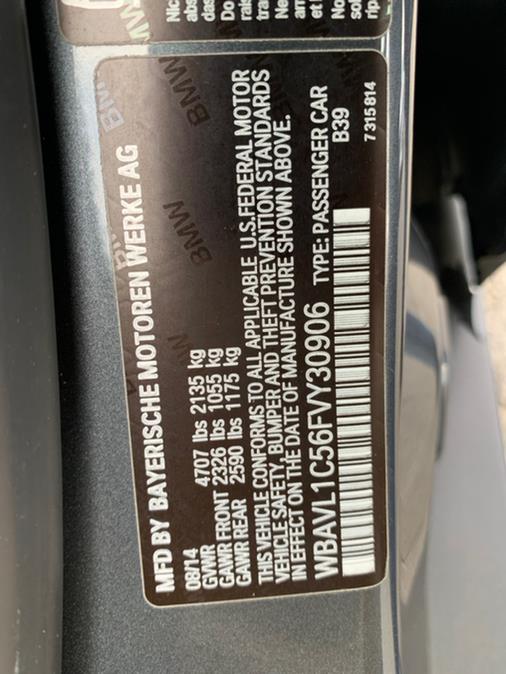 MFD BY BAYERISCHE MOTOREN WERKE AG
08/14
GVWR 4707 lbs 2135 kg
GAWR FRONT 2326 lbs 1055 kg
GAWR REAR 2590 lbs 1175 kg
THIS VEHICLE CONFORMS TO ALL APPLICABLE U.S.FEDERAL MOTOR
VEHICLE SAFETY, BUMPER AND THEFT PREVENTION STANDARDS
IN EFFECT ON THE DATE OF MANUFACTURE SHOWN ABOVE.
WBAVL1C56FVY30906 TYPE: PASSENGER CAR
B39
7 315 814
BMW
BMW
BMW